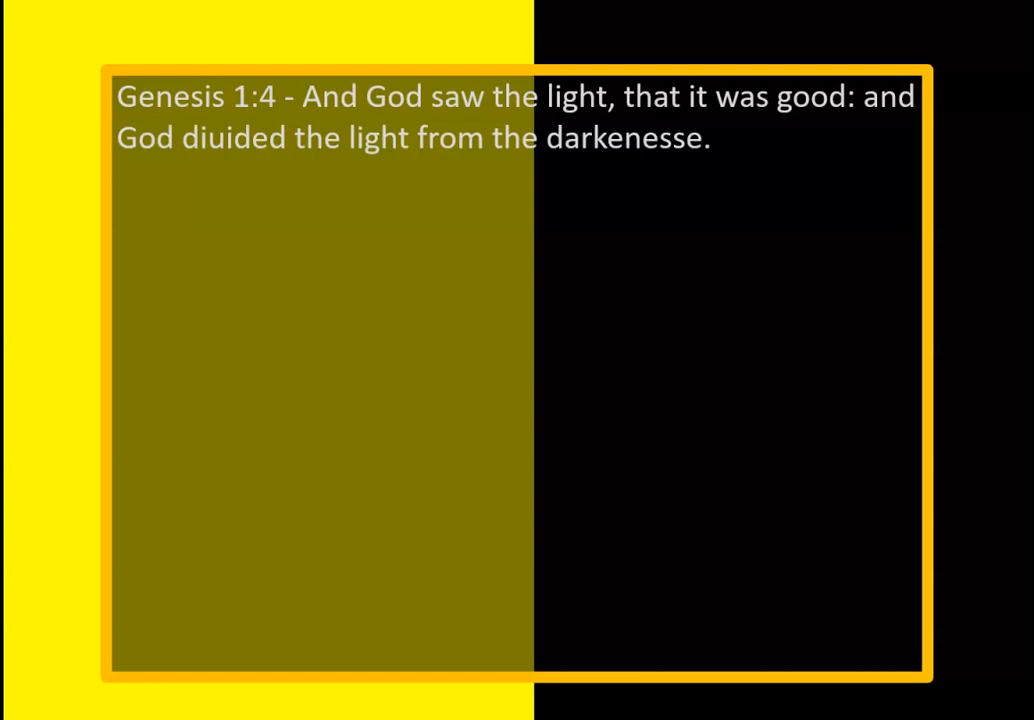 Genesis 1:4 - And God saw the light, that it was good: and
God diuided the light from the darkenesse.